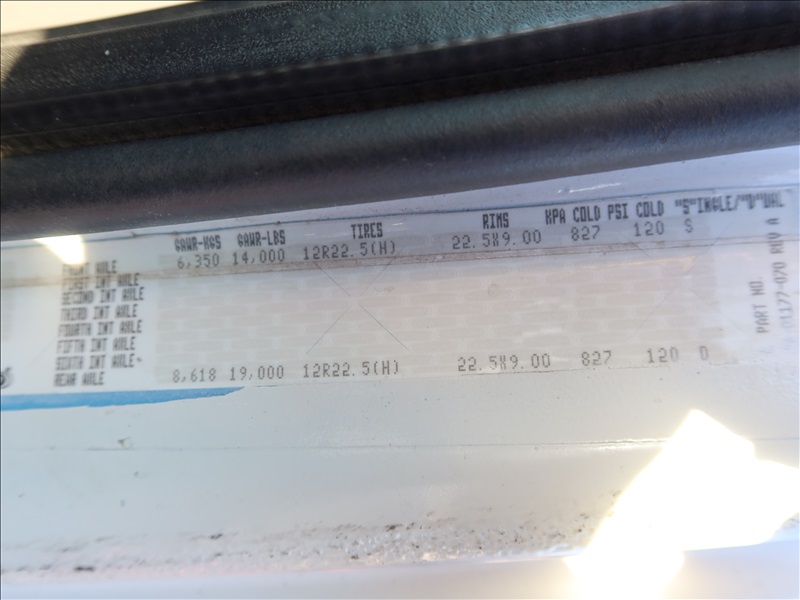 GAWR-KGS GAWR-LBS TIRES RIMS KPA COLD PSI COLD "S"INGLE/"D"UAL
FRONT AXLE 6,350 14,000 12R22.5(H) 22.5X9.00 827 120 S
FIRST INT AXLE
SECOND INT AXLE
THIRD INT AXLE
FOURTH INT AXLE
FIFTH INT AXLE
SIXTH INT AXLE
REAR AXLE 8,618 19,000 12R22.5(H) 22.5X9.00 827 120 D
PART NO. 01177-070 REV A